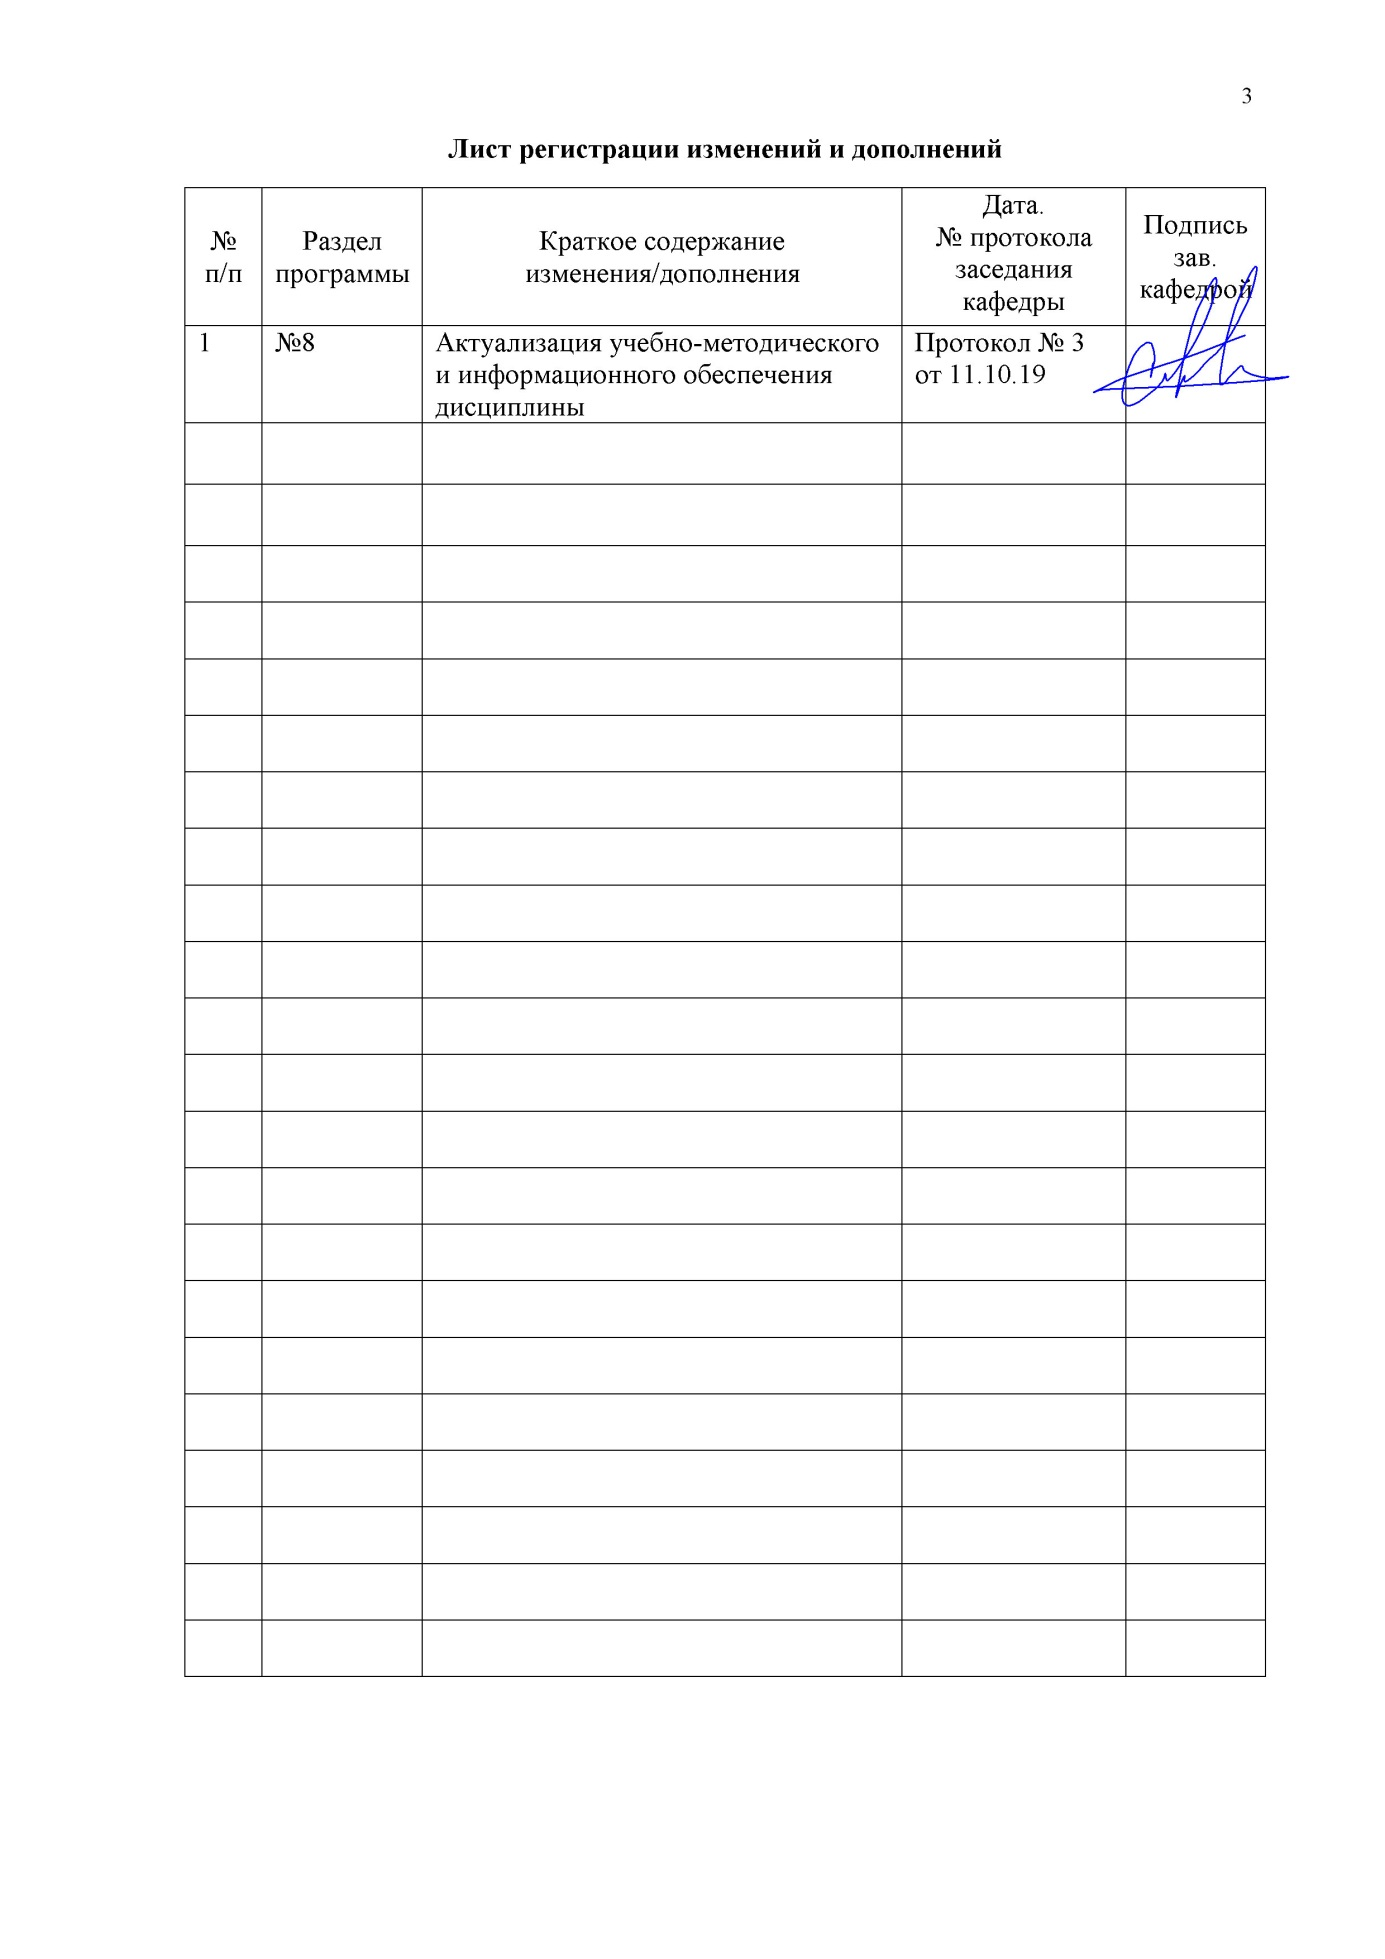 3
Лист регистрации изменений и дополнений
№
п/п
Раздел
программы
Краткое содержание
изменения/дополнения
Дата.
№ протокола
заседания
кафедры
Подпись
зав.
кафедрой
1
№8
Актуализация учебно-методического
и информационного обеспечения
дисциплины
Протокол № 3
от 11.10.19